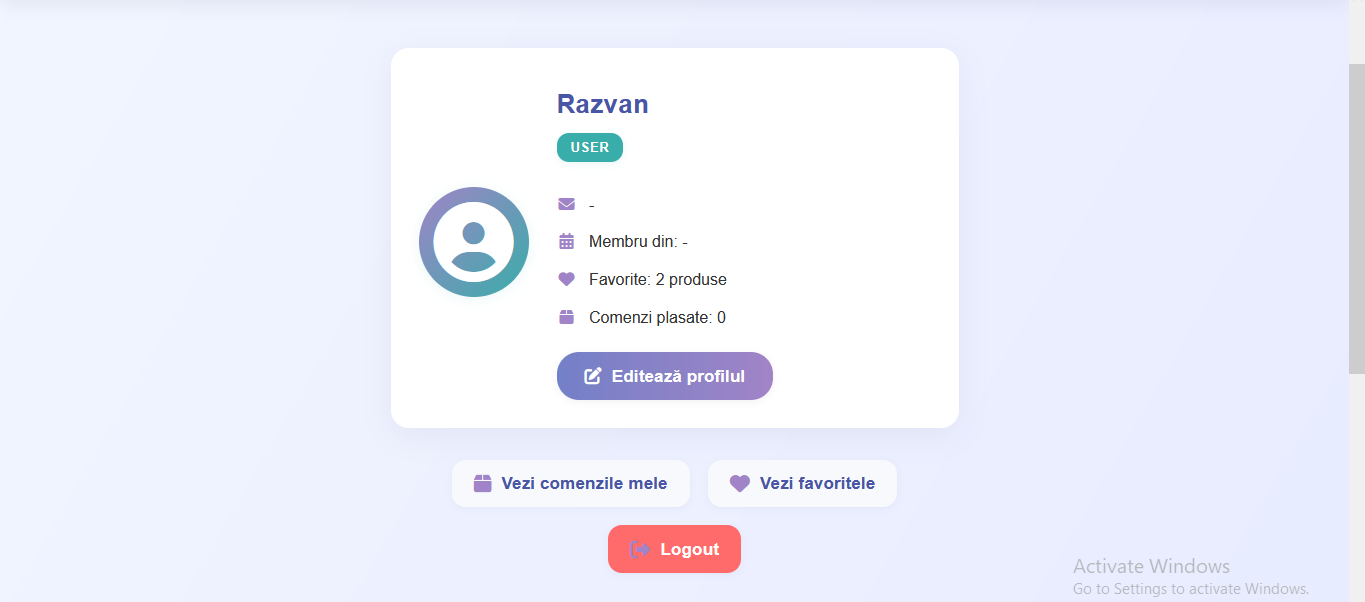 Razvan
USER
-
Membru din: -
Favorite: 2 produse
Comenzi plasate: 0
Editează profilul
Vezi comenzile mele
Vezi favoritele
Logout
Activate Windows
Go to Settings to activate Windows.